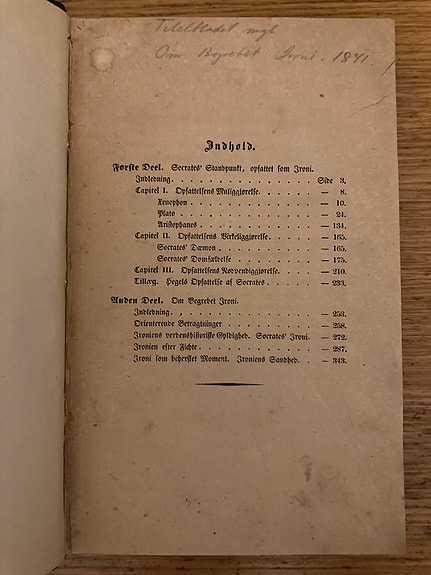 Titelbladet mgl
Om Begrebet Ironi. 1841.
Indhold.
Første Deel. Socrates' Standpunkt, opfattet som Ironi.
Indledning. . . . . . . . . . . . . Side 3.
Capitel I. Opfattelsens Muliggjørelse. . . . . . . — 8.
Xenophon . . . . . . . . . . . — 10.
Plato . . . . . . . . . . . . — 24.
Aristophanes . . . . . . . . . . — 134.
Capitel II. Opfattelsens Virkeliggjørelse. . . . . . — 165.
Socrates' Dæmon . . . . . . . . . — 165.
Socrates' Domfældelse . . . . . . . . — 175.
Capitel III. Opfattelsens Nødvendiggjørelse. . . . . — 210.
Tillæg. Hegels Opfattelse af Socrates . . . . . . — 233.
Anden Deel. Om Begrebet Ironi.
Indledning. . . . . . . . . . . . . — 253.
Orienterende Betragtninger . . . . . . . . — 258.
Ironiens verdenshistoriske Gyldighed. Socrates' Ironi. . . — 272.
Ironien efter Fichte . . . . . . . . . . . — 287.
Ironi som behersket Moment. Ironiens Sandhed. . . — 343.